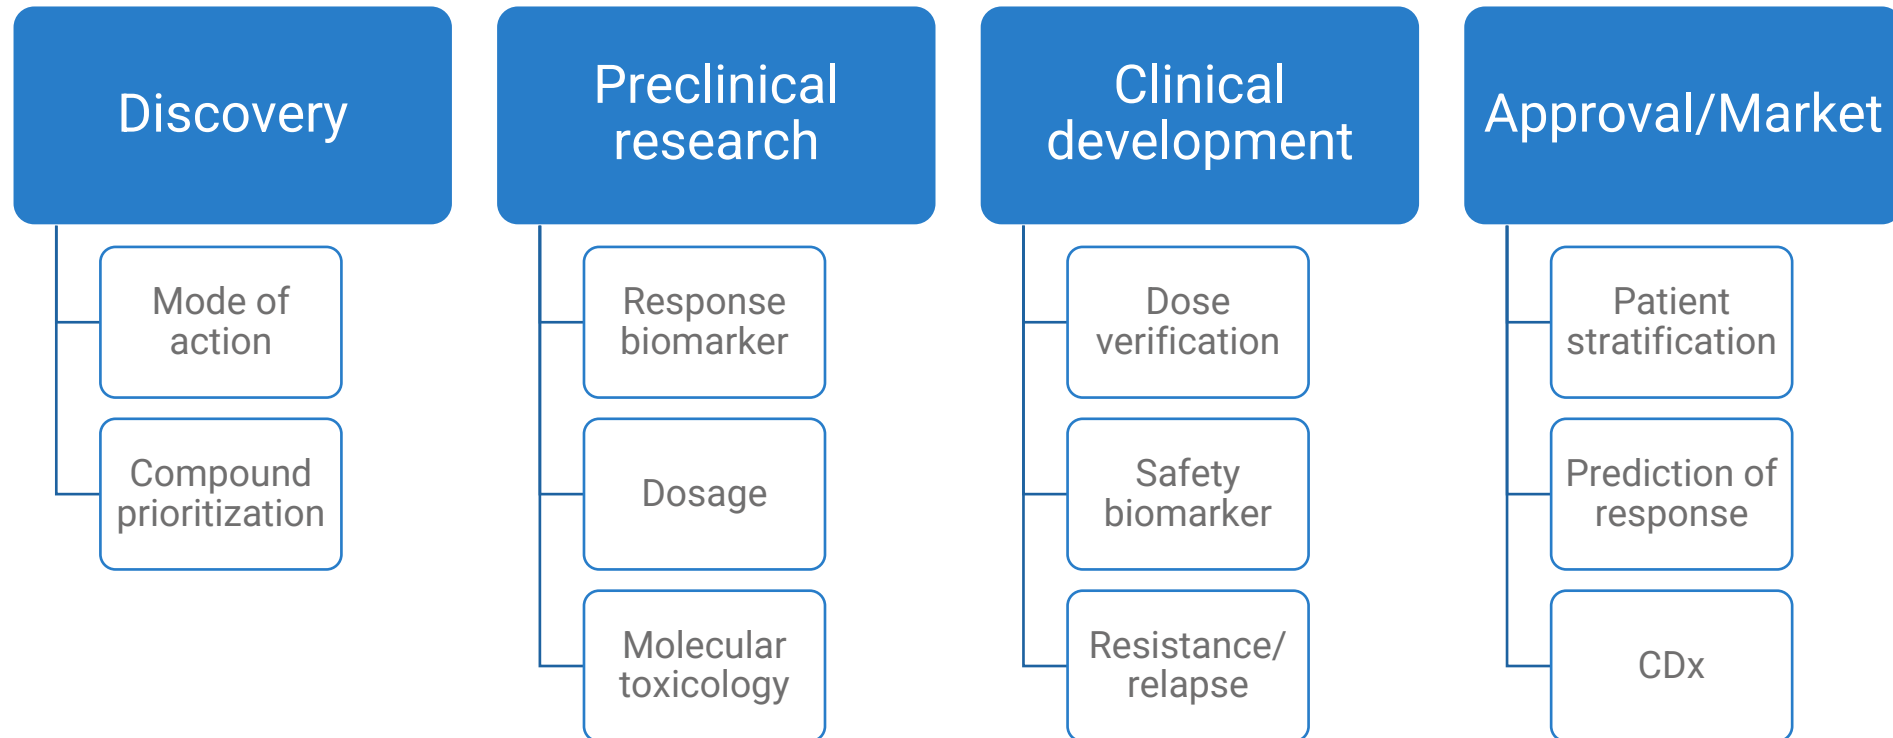 Discovery
Mode of
action
Compound
prioritization
Preclinical
research
Response
biomarker
Dosage
Molecular
toxicology
Clinical
development
Dose
verification
Safety
biomarker
Resistance/
relapse
Approval/Market
Patient
stratification
Prediction of
response
CDx